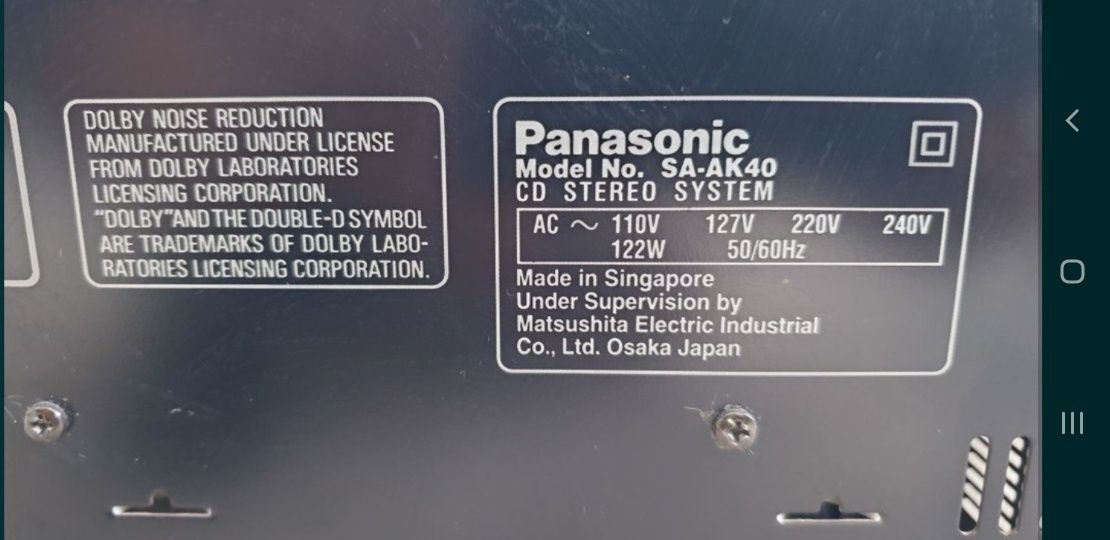 DOLBY NOISE REDUCTION
MANUFACTURED UNDER LICENSE
FROM DOLBY LABORATORIES
LICENSING CORPORATION.
"DOLBY" AND THE DOUBLE-D SYMBOL
ARE TRADEMARKS OF DOLBY LABO-
RATORIES LICENSING CORPORATION.
Panasonic
Model No. SA-AK40
CD STEREO SYSTEM
AC ~ 110V 127V 220V 240V
122W 50/60Hz
Made in Singapore
Under Supervision by
Matsushita Electric Industrial
Co., Ltd. Osaka Japan